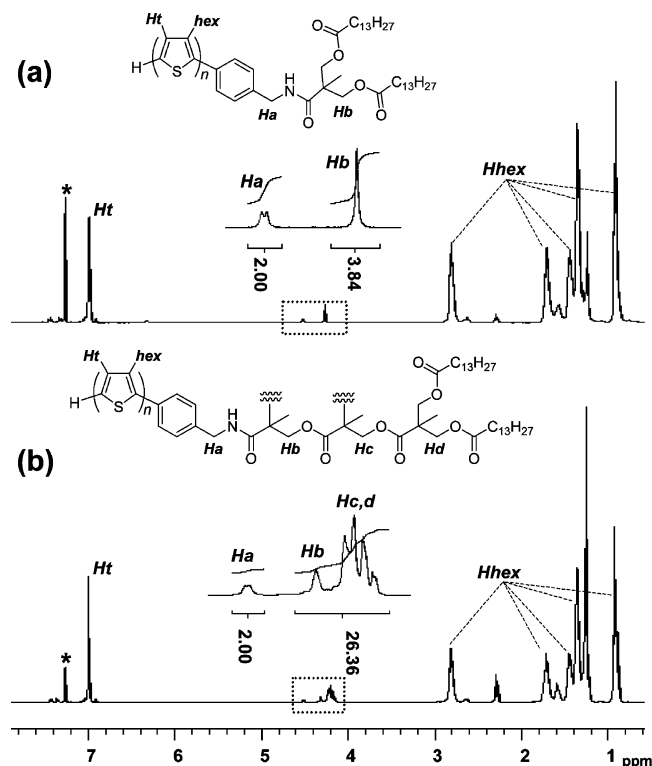 (a)
Ht
hex
H
S
n
NH
Ha
O
Hb
O
O
C13H27
O
O
C13H27
*
Ht
Ha
2.00
Hb
3.84
Hhex
(b)
Ht
hex
H
S
n
NH
Ha
O
Hb
O
O
Hc
O
O
Hd
O
O
C13H27
O
O
C13H27
*
Ht
Ha
2.00
Hb
Hc,d
26.36
Hhex
7 6 5 4 3 2 1 ppm